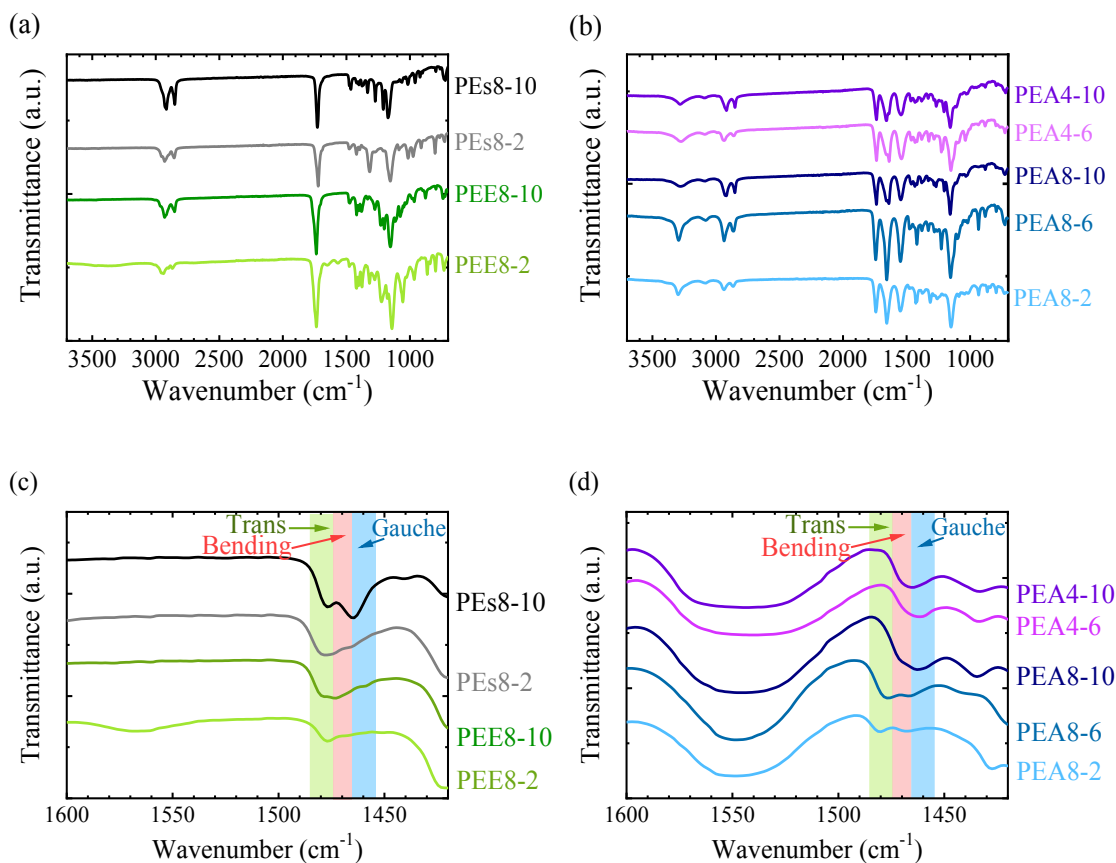 (a)
Transmittance (a.u.)
PEs8-10
PEs8-2
PEE8-10
PEE8-2
3500 3000 2500 2000 1500 1000
Wavenumber (cm-1)
(b)
Transmittance (a.u.)
PEA4-10
PEA4-6
PEA8-10
PEA8-6
PEA8-2
3500 3000 2500 2000 1500 1000
Wavenumber (cm-1)
(c)
Transmittance (a.u.)
Trans
Bending
Gauche
PEs8-10
PEs8-2
PEE8-10
PEE8-2
1600 1550 1500 1450
Wavenumber (cm-1)
(d)
Transmittance (a.u.)
Trans
Bending
Gauche
PEA4-10
PEA4-6
PEA8-10
PEA8-6
PEA8-2
1600 1550 1500 1450
Wavenumber (cm-1)